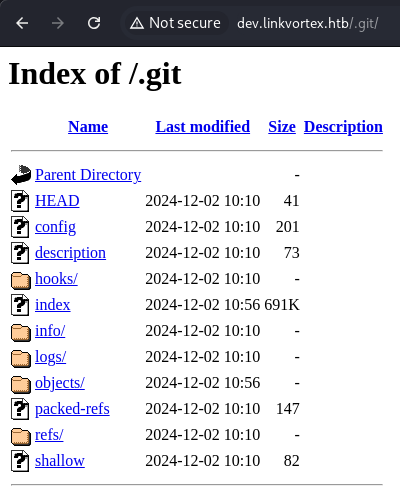 Not secure dev.linkvortex.htb/.git/
Index of /.git
Name Last modified Size Description
Parent Directory -
HEAD 2024-12-02 10:10 41
config 2024-12-02 10:10 201
description 2024-12-02 10:10 73
hooks/ 2024-12-02 10:10 -
index 2024-12-02 10:56 691K
info/ 2024-12-02 10:10 -
logs/ 2024-12-02 10:10 -
objects/ 2024-12-02 10:56 -
packed-refs 2024-12-02 10:10 147
refs/ 2024-12-02 10:10 -
shallow 2024-12-02 10:10 82